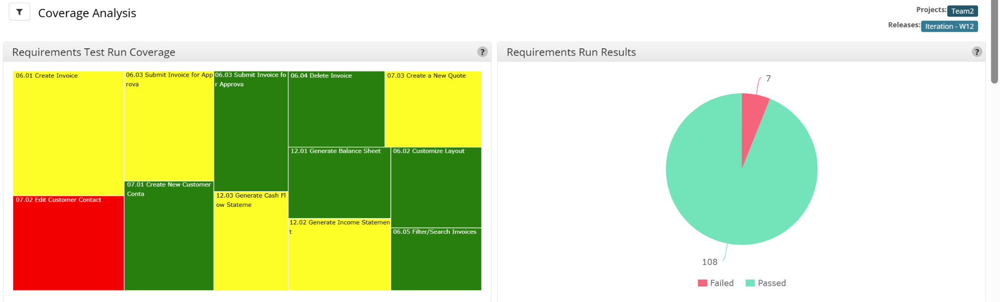 Coverage Analysis
Projects: Team2
Releases: Iteration - W12
Requirements Test Run Coverage
?
06.01 Create Invoice
06.03 Submit Invoice for App
rova
06.03 Submit Invoice fo
r Approva
06.04 Delete Invoice
07.03 Create a New Quote
12.01 Generate Balance Sheet
06.02 Customize Layout
07.01 Create New Customer
Conta
12.03 Generate Cash Fl
ow Stateme
07.02 Edit Customer Contact
12.02 Generate Income Statemen
t
06.05 Filter/Search Invoices
Requirements Run Results
?
7
108
Failed
Passed